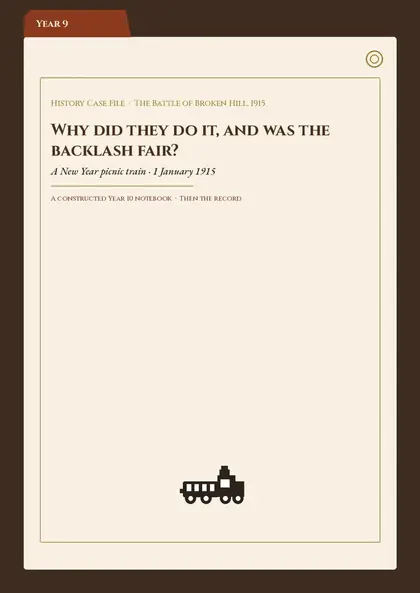 Year 9
History Case File · The Battle of Broken Hill, 1915
Why did they do it, and was the
backlash fair?
A New Year picnic train · 1 January 1915
A constructed Year 10 notebook · Then the record